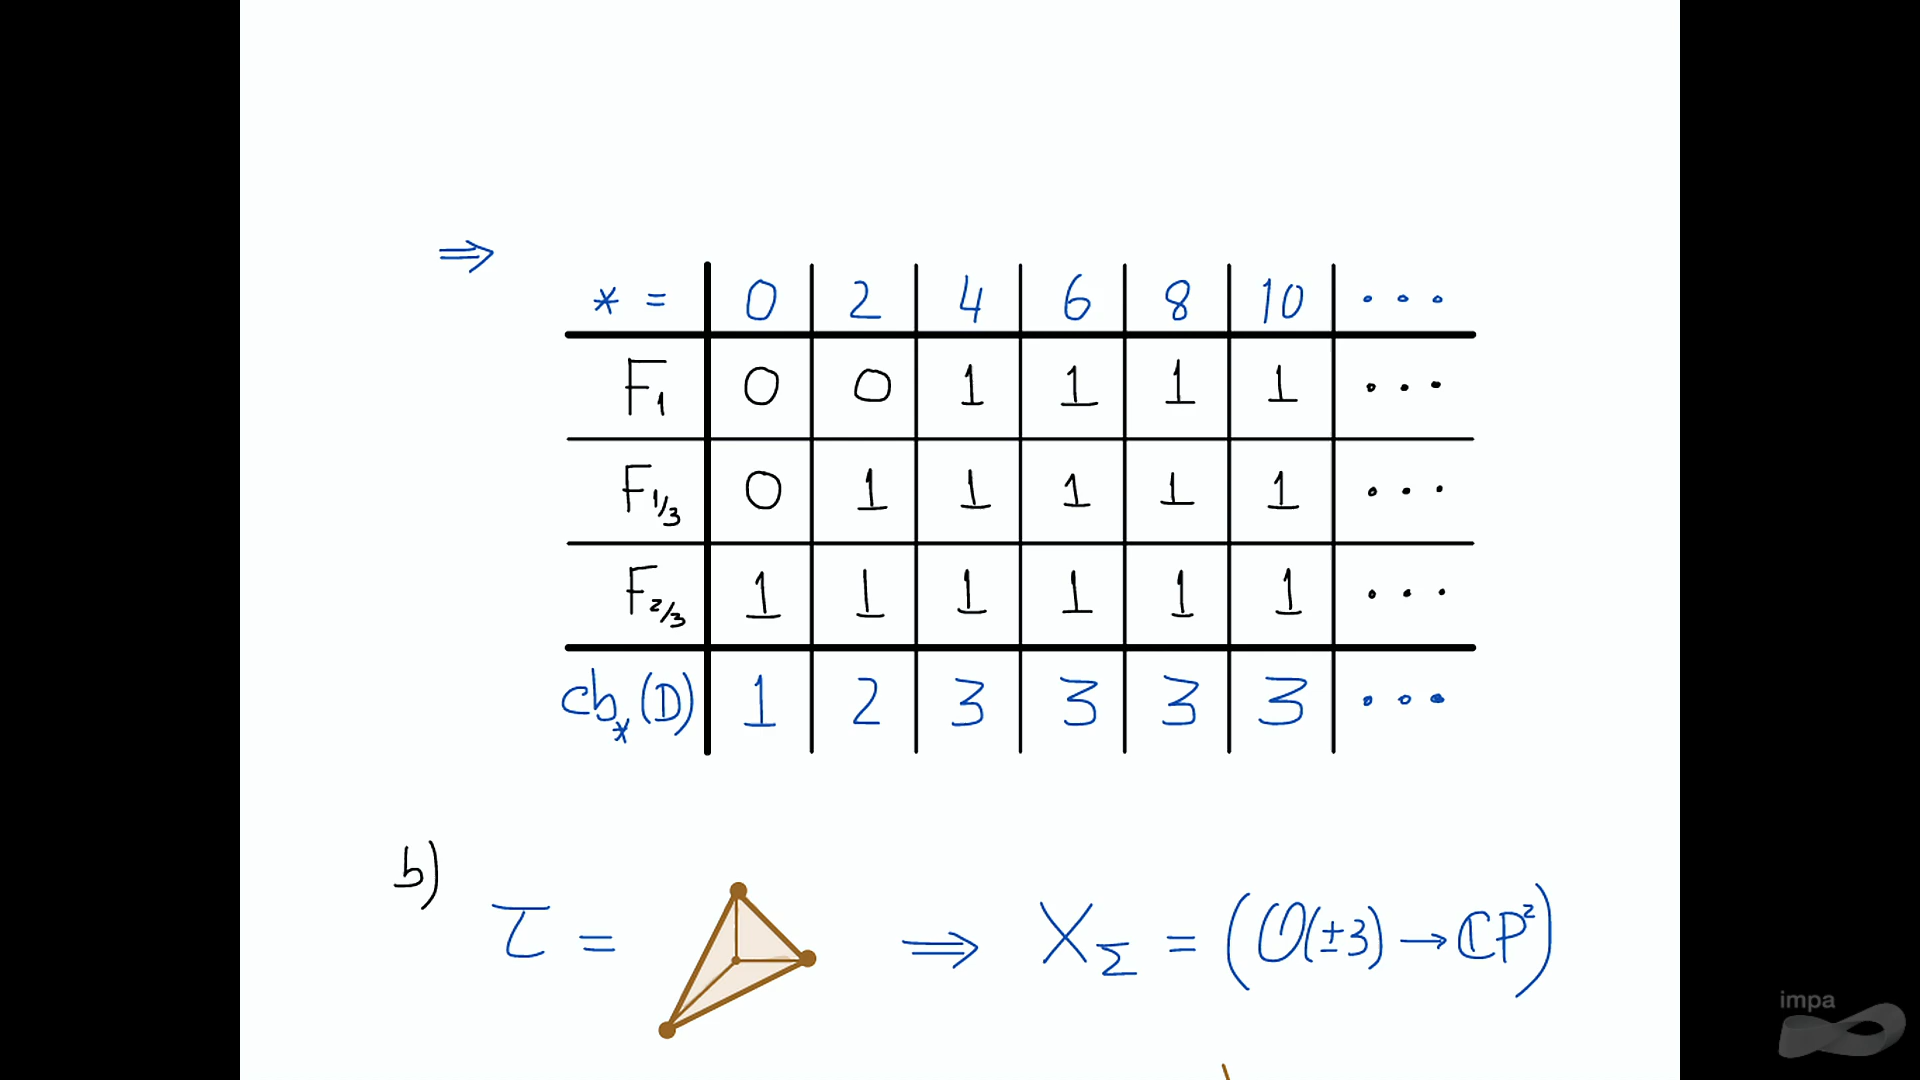 ⇒
* = 0 2 4 6 8 10 ···
F₁ 0 0 1 1 1 1 ···
F₁/₃ 0 1 1 1 1 1 ···
F₂/₃ 1 1 1 1 1 1 ···
cb_*(D) 1 2 3 3 3 3 ···
b) τ = ⇒ X_Σ = (O(±3) → ℂP²)
impa